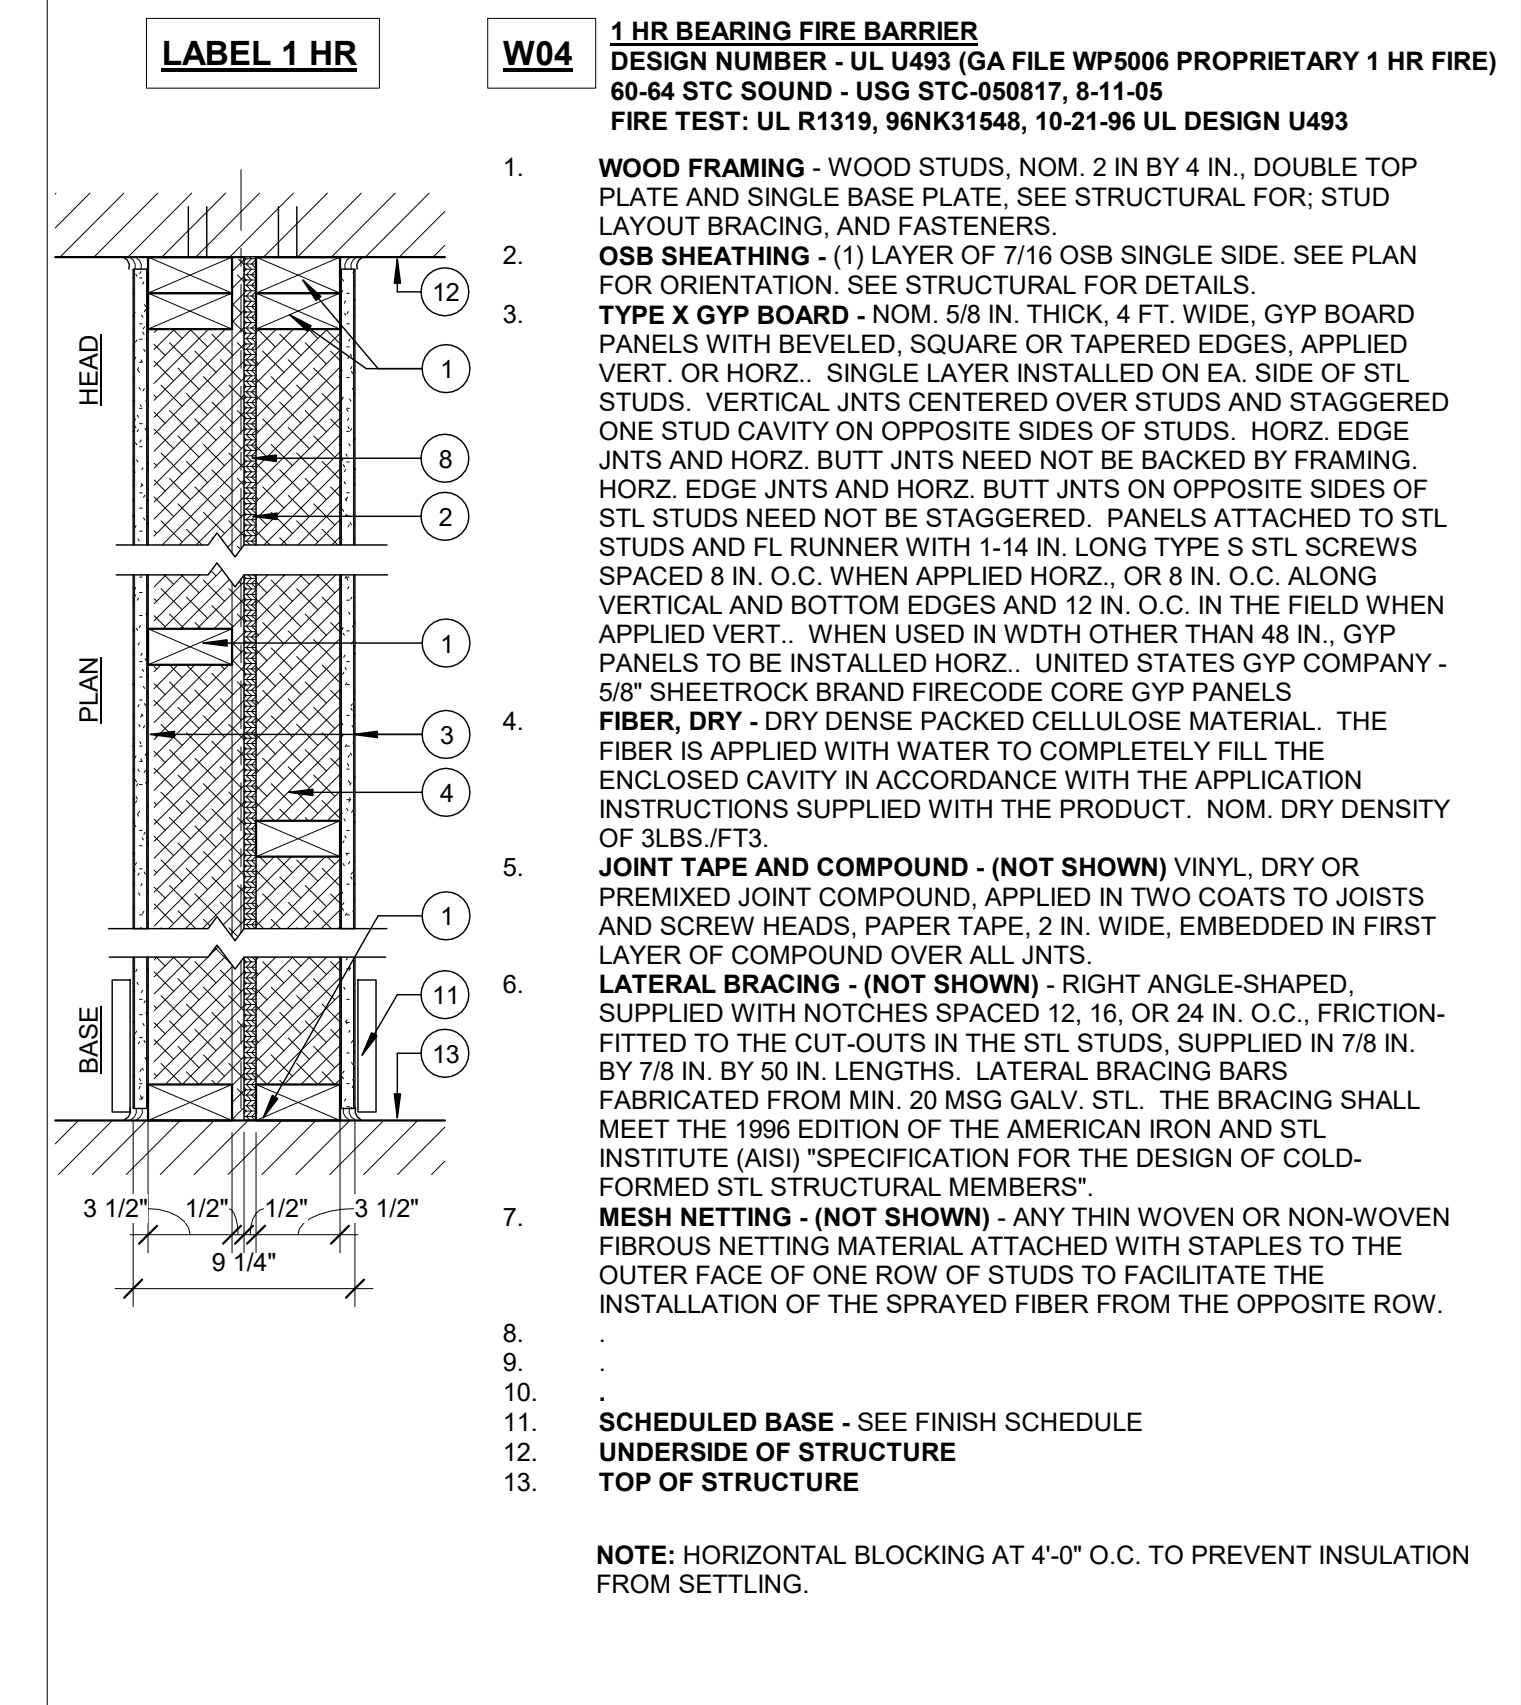 LABEL 1 HR
W04
1 HR BEARING FIRE BARRIER
DESIGN NUMBER - UL U493 (GA FILE WP5006 PROPRIETARY 1 HR FIRE)
60-64 STC SOUND - USG STC-050817, 8-11-05
FIRE TEST: UL R1319, 96NK31548, 10-21-96 UL DESIGN U493
HEAD
PLAN
BASE
12
1
8
2
1
3
4
1
11
13
3 1/2"
1/2"
1/2"
3 1/2"
9 1/4"
1. WOOD FRAMING - WOOD STUDS, NOM. 2 IN BY 4 IN., DOUBLE TOP
PLATE AND SINGLE BASE PLATE, SEE STRUCTURAL FOR; STUD
LAYOUT BRACING, AND FASTENERS.
2. OSB SHEATHING - (1) LAYER OF 7/16 OSB SINGLE SIDE. SEE PLAN
FOR ORIENTATION. SEE STRUCTURAL FOR DETAILS.
3. TYPE X GYP BOARD - NOM. 5/8 IN. THICK, 4 FT. WIDE, GYP BOARD
PANELS WITH BEVELED, SQUARE OR TAPERED EDGES, APPLIED
VERT. OR HORZ.. SINGLE LAYER INSTALLED ON EA. SIDE OF STL
STUDS. VERTICAL JNTS CENTERED OVER STUDS AND STAGGERED
ONE STUD CAVITY ON OPPOSITE SIDES OF STUDS. HORZ. EDGE
JNTS AND HORZ. BUTT JNTS NEED NOT BE BACKED BY FRAMING.
HORZ. EDGE JNTS AND HORZ. BUTT JNTS ON OPPOSITE SIDES OF
STL STUDS NEED NOT BE STAGGERED. PANELS ATTACHED TO STL
STUDS AND FL RUNNER WITH 1-14 IN. LONG TYPE S STL SCREWS
SPACED 8 IN. O.C. WHEN APPLIED HORZ., OR 8 IN. O.C. ALONG
VERTICAL AND BOTTOM EDGES AND 12 IN. O.C. IN THE FIELD WHEN
APPLIED VERT.. WHEN USED IN WDTH OTHER THAN 48 IN., GYP
PANELS TO BE INSTALLED HORZ.. UNITED STATES GYP COMPANY -
5/8" SHEETROCK BRAND FIRECODE CORE GYP PANELS
4. FIBER, DRY - DRY DENSE PACKED CELLULOSE MATERIAL. THE
FIBER IS APPLIED WITH WATER TO COMPLETELY FILL THE
ENCLOSED CAVITY IN ACCORDANCE WITH THE APPLICATION
INSTRUCTIONS SUPPLIED WITH THE PRODUCT. NOM. DRY DENSITY
OF 3LBS./FT3.
5. JOINT TAPE AND COMPOUND - (NOT SHOWN) VINYL, DRY OR
PREMIXED JOINT COMPOUND, APPLIED IN TWO COATS TO JOISTS
AND SCREW HEADS, PAPER TAPE, 2 IN. WIDE, EMBEDDED IN FIRST
LAYER OF COMPOUND OVER ALL JNTS.
6. LATERAL BRACING - (NOT SHOWN) - RIGHT ANGLE-SHAPED,
SUPPLIED WITH NOTCHES SPACED 12, 16, OR 24 IN. O.C., FRICTION-
FITTED TO THE CUT-OUTS IN THE STL STUDS, SUPPLIED IN 7/8 IN.
BY 7/8 IN. BY 50 IN. LENGTHS. LATERAL BRACING BARS
FABRICATED FROM MIN. 20 MSG GALV. STL. THE BRACING SHALL
MEET THE 1996 EDITION OF THE AMERICAN IRON AND STL
INSTITUTE (AISI) "SPECIFICATION FOR THE DESIGN OF COLD-
FORMED STL STRUCTURAL MEMBERS".
7. MESH NETTING - (NOT SHOWN) - ANY THIN WOVEN OR NON-WOVEN
FIBROUS NETTING MATERIAL ATTACHED WITH STAPLES TO THE
OUTER FACE OF ONE ROW OF STUDS TO FACILITATE THE
INSTALLATION OF THE SPRAYED FIBER FROM THE OPPOSITE ROW.
8. .
9. .
10. .
11. SCHEDULED BASE - SEE FINISH SCHEDULE
12. UNDERSIDE OF STRUCTURE
13. TOP OF STRUCTURE
NOTE: HORIZONTAL BLOCKING AT 4'-0" O.C. TO PREVENT INSULATION
FROM SETTLING.